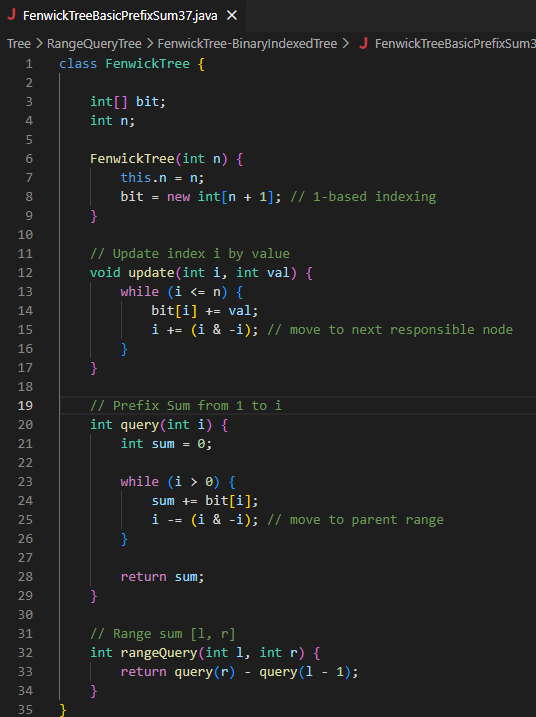 FenwickTreeBasicPrefixSum37.java
Tree > RangeQueryTree > FenwickTree-BinaryIndexedTree > FenwickTreeBasicPrefixSum3
1 class FenwickTree {
2
3     int[] bit;
4     int n;
5
6     FenwickTree(int n) {
7         this.n = n;
8         bit = new int[n + 1]; // 1-based indexing
9     }
10
11     // Update index i by value
12     void update(int i, int val) {
13         while (i <= n) {
14             bit[i] += val;
15             i += (i & -i); // move to next responsible node
16         }
17     }
18
19     // Prefix Sum from 1 to i
20     int query(int i) {
21         int sum = 0;
22
23         while (i > 0) {
24             sum += bit[i];
25             i -= (i & -i); // move to parent range
26         }
27
28         return sum;
29     }
30
31     // Range sum [l, r]
32     int rangeQuery(int l, int r) {
33         return query(r) - query(l - 1);
34     }
35 }